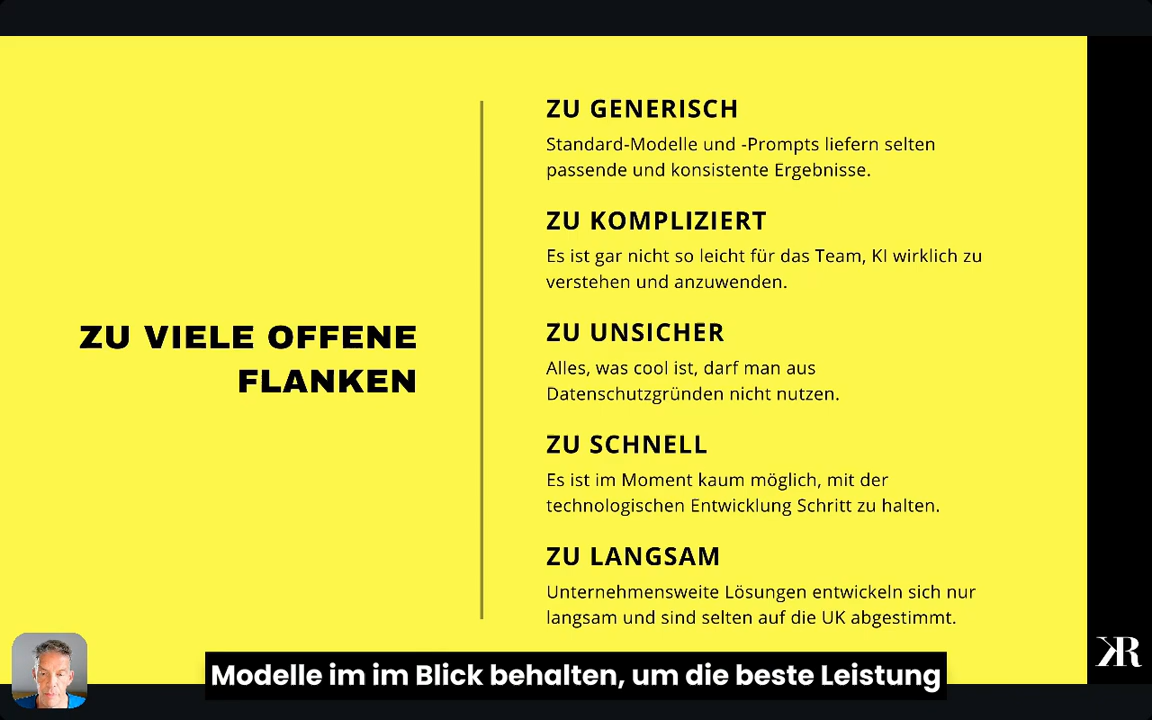 ZU VIELE OFFENE
FLANKEN
ZU GENERISCH
Standard-Modelle und -Prompts liefern selten
passende und konsistente Ergebnisse.
ZU KOMPLIZIERT
Es ist gar nicht so leicht für das Team, KI wirklich zu
verstehen und anzuwenden.
ZU UNSICHER
Alles, was cool ist, darf man aus
Datenschutzgründen nicht nutzen.
ZU SCHNELL
Es ist im Moment kaum möglich, mit der
technologischen Entwicklung Schritt zu halten.
ZU LANGSAM
Unternehmensweite Lösungen entwickeln sich nur
langsam und sind selten auf die UK abgestimmt.
KR
Modelle im im Blick behalten, um die beste Leistung